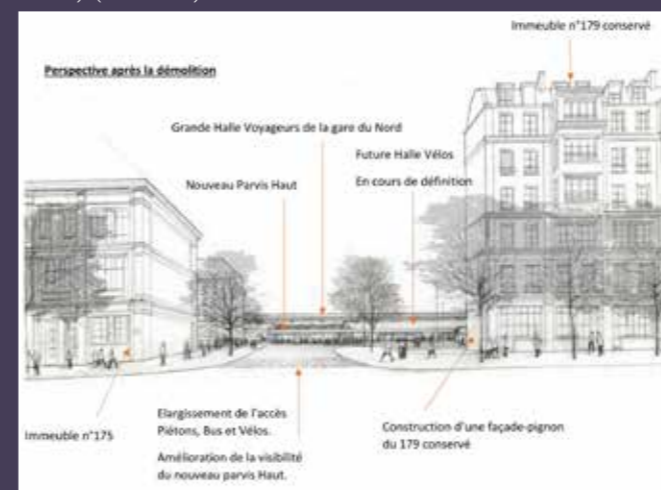 Immeuble n°179 conservé
Perspective après la démolition
Grande Halle Voyageurs de la gare du Nord
Future Halle Vélos
Nouveau Parvis Haut
En cours de définition
Elargissement de l'accès
Piétons, Bus et Vélos.
Immeuble n°175
Construction d'une façade-pignon
du 179 conservé
Amélioration de la visibilité
du nouveau parvis Haut.